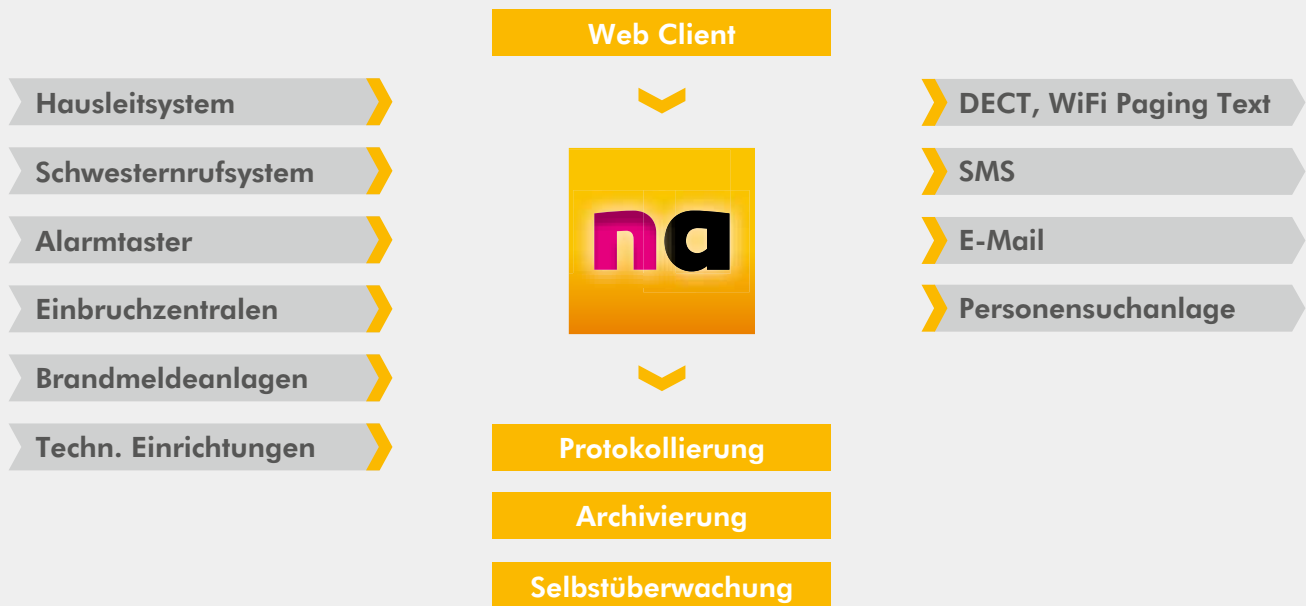 Web Client
Hausleitsystem
Schwesternrufsystem
Alarmtaster
Einbruchzentralen
Brandmeldeanlagen
Techn. Einrichtungen
na
Protokollierung
Archivierung
Selbstüberwachung
DECT, WiFi Paging Text
SMS
E-Mail
Personensuchanlage